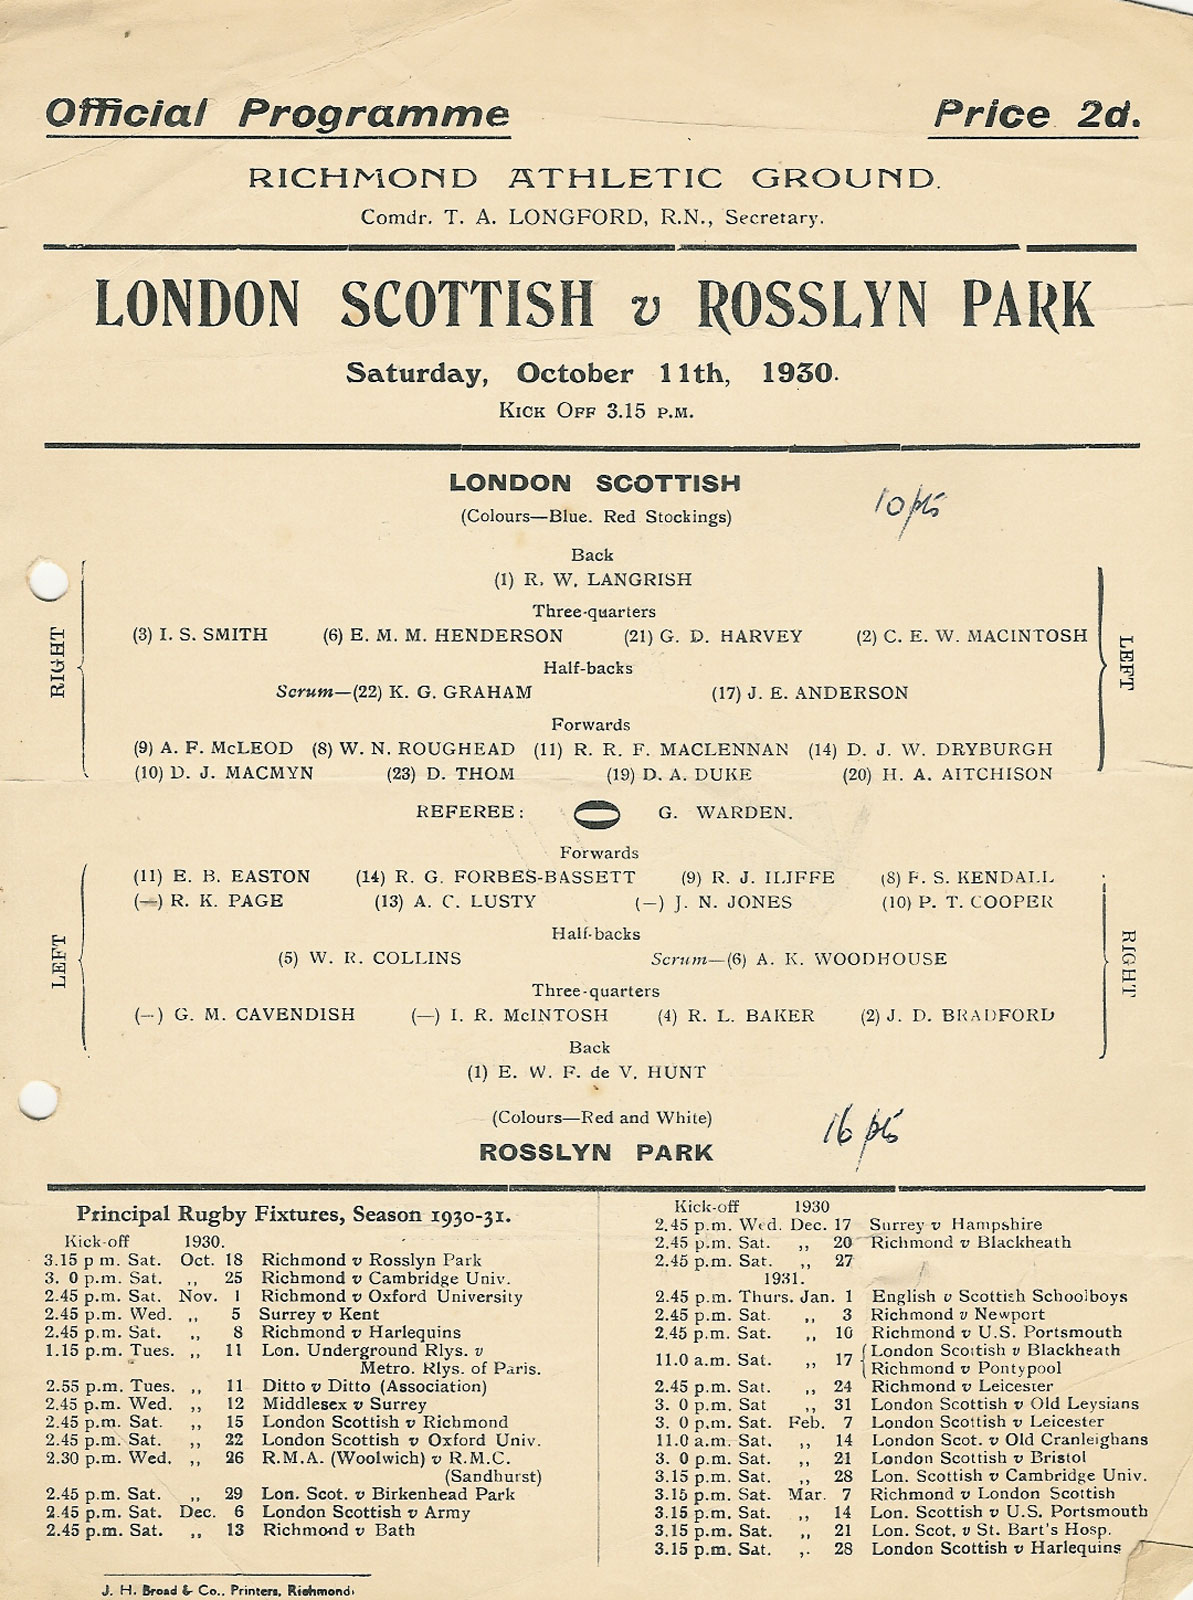 Official Programme Price 2d.
RICHMOND ATHLETIC GROUND.
Comdr. T. A. LONGFORD, R.N., Secretary.
LONDON SCOTTISH v ROSSLYN PARK
Saturday, October 11th, 1930.
KICK OFF 3.15 P.M.
LONDON SCOTTISH
10 pts
(Colours—Blue. Red Stockings)
Back
(1) R. W. LANGRISH
Three-quarters
(3) I. S. SMITH (6) E. M. M. HENDERSON (21) G. D. HARVEY (2) C. E. W. MACINTOSH
RIGHT
LEFT
Half-backs
Scrum—(22) K. G. GRAHAM (17) J. E. ANDERSON
Forwards
(9) A. F. McLEOD (8) W. N. ROUGHEAD (11) R. R. F. MACLENNAN (14) D. J. W. DRYBURGH
(10) D. J. MACMYN (23) D. THOM (19) D. A. DUKE (20) H. A. AITCHISON
REFEREE: G. WARDEN.
Forwards
(11) E. B. EASTON (14) R. G. FORBES-BASSETT (9) R. J. ILIFFE (8) F. S. KENDALL
(—) R. K. PAGE (13) A. C. LUSTY (—) J. N. JONES (10) P. T. COOPER
Half-backs
LEFT
RIGHT
(5) W. R. COLLINS Scrum—(6) A. K. WOODHOUSE
Three-quarters
(—) G. M. CAVENDISH (—) I. R. McINTOSH (4) R. L. BAKER (2) J. D. BRADFORD
Back
(1) E. W. F. de V. HUNT
(Colours—Red and White)
16 pts
ROSSLYN PARK
Principal Rugby Fixtures, Season 1930-31.
Kick-off 1930.
3.15 p m. Sat. Oct. 18 Richmond v Rosslyn Park
3. 0 p.m. Sat. ,, 25 Richmond v Cambridge Univ.
2.45 p.m. Sat. Nov. 1 Richmond v Oxford University
2.45 p.m. Wed. ,, 5 Surrey v Kent
2.45 p.m. Sat. ,, 8 Richmond v Harlequins
1.15 p.m. Tues. ,, 11 Lon. Underground Rlys. v
Metro. Rlys. of Paris.
2.55 p.m. Tues. ,, 11 Ditto v Ditto (Association)
2.45 p.m. Wed. ,, 12 Middlesex v Surrey
2.45 p.m. Sat. ,, 15 London Scottish v Richmond
2.45 p.m. Sat. ,, 22 London Scottish v Oxford Univ.
2.30 p.m. Wed. ,, 26 R.M.A. (Woolwich) v R.M.C.
(Sandhurst)
2.45 p.m. Sat. ,, 29 Lon. Scot. v Birkenhead Park
2.45 p.m. Sat. Dec. 6 London Scottish v Army
2.45 p.m. Sat. ,, 13 Richmond v Bath
Kick-off 1930
2.45 p.m. Wed. Dec. 17 Surrey v Hampshire
2.45 p.m. Sat. ,, 20 Richmond v Blackheath
2.45 p.m. Sat. ,, 27
1931.
2.45 p.m. Thurs. Jan. 1 English v Scottish Schoolboys
2.45 p.m. Sat. ,, 3 Richmond v Newport
2.45 p.m. Sat. ,, 10 Richmond v U.S. Portsmouth
11.0 a.m. Sat. ,, 17 London Scottish v Blackheath
Richmond v Pontypool
2.45 p.m. Sat. ,, 24 Richmond v Leicester
3. 0 p.m. Sat ,, 31 London Scottish v Old Leysians
3. 0 p.m. Sat. Feb. 7 London Scottish v Leicester
11.0 a.m. Sat. ,, 14 London Scot. v Old Cranleighans
3. 0 p.m. Sat. ,, 21 London Scottish v Bristol
3.15 p.m. Sat. ,, 28 Lon. Scottish v Cambridge Univ.
3.15 p.m. Sat. Mar. 7 Richmond v London Scottish
3.15 p.m. Sat. ,, 14 Lon. Scottish v U.S. Portsmouth
3.15 p.m. Sat. ,, 21 Lon. Scot. v St. Bart's Hosp.
3.15 p.m. Sat. ,. 28 London Scottish v Harlequins
J. H. Broad & Co., Printers, Richmond.